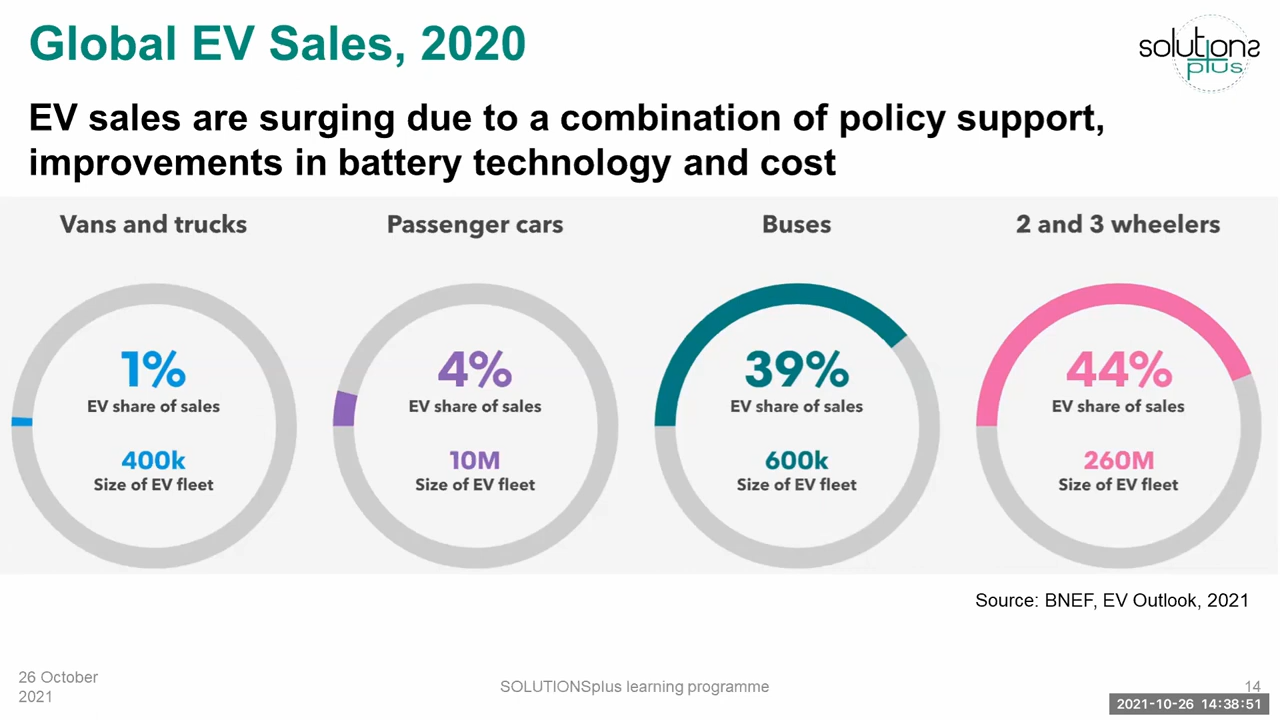 Global EV Sales, 2020
solutions
plus
EV sales are surging due to a combination of policy support,
improvements in battery technology and cost
Vans and trucks
Passenger cars
Buses
2 and 3 wheelers
1%
EV share of sales
400k
Size of EV fleet
4%
EV share of sales
10M
Size of EV fleet
39%
EV share of sales
600k
Size of EV fleet
44%
EV share of sales
260M
Size of EV fleet
Source: BNEF, EV Outlook, 2021
26 October
2021
SOLUTIONSplus learning programme
14
2021-10-26 14:38:51